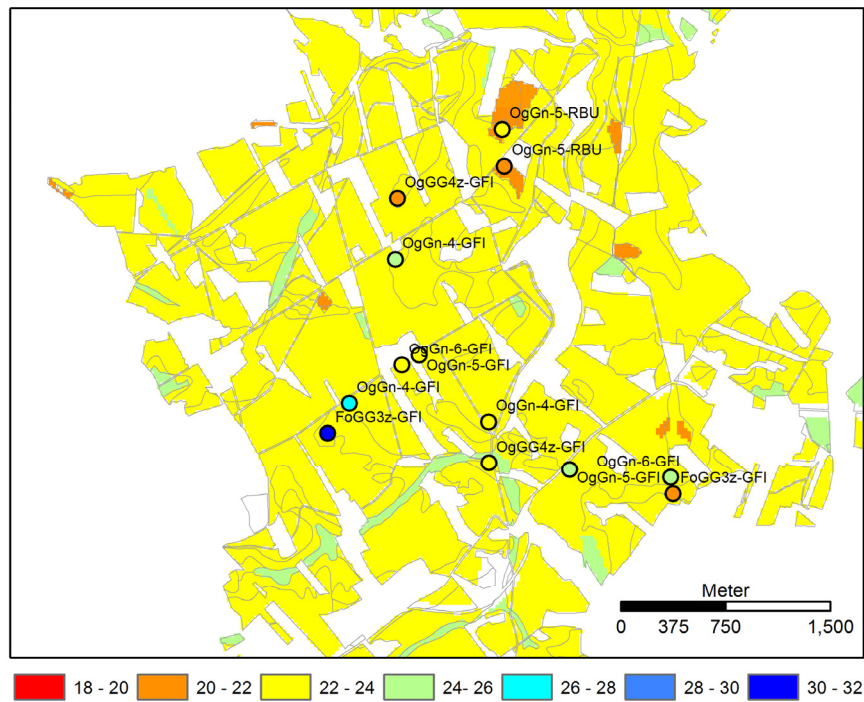 OgGn-5-RBU
OgGn-5-RBU
OgGG4z-GFI
OgGn-4-GFI
OgGn-6-GFI
OgGn-5-GFI
OgGn-4-GFI
FoGG3z-GFI
OgGn-4-GFI
OgGG4z-GFI
OgGn-6-GFI
OgGn-5-GFI FoGG3z-GFI
Meter
0 375 750 1,500
18 - 20 20 - 22 22 - 24 24- 26 26 - 28 28 - 30 30 - 32